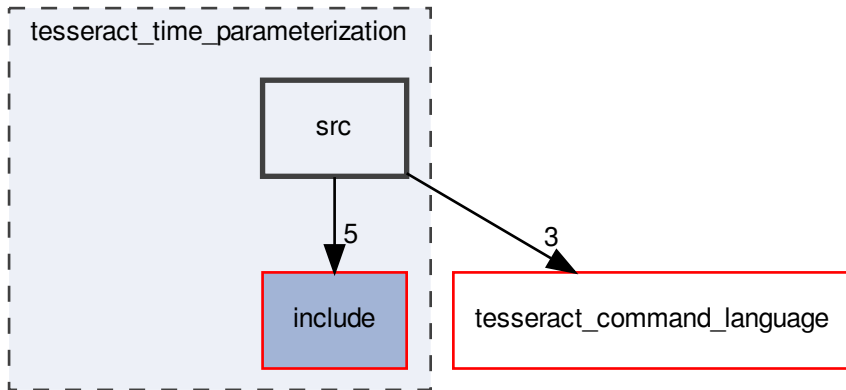 tesseract_time_parameterization
src
5
3
include
tesseract_command_language